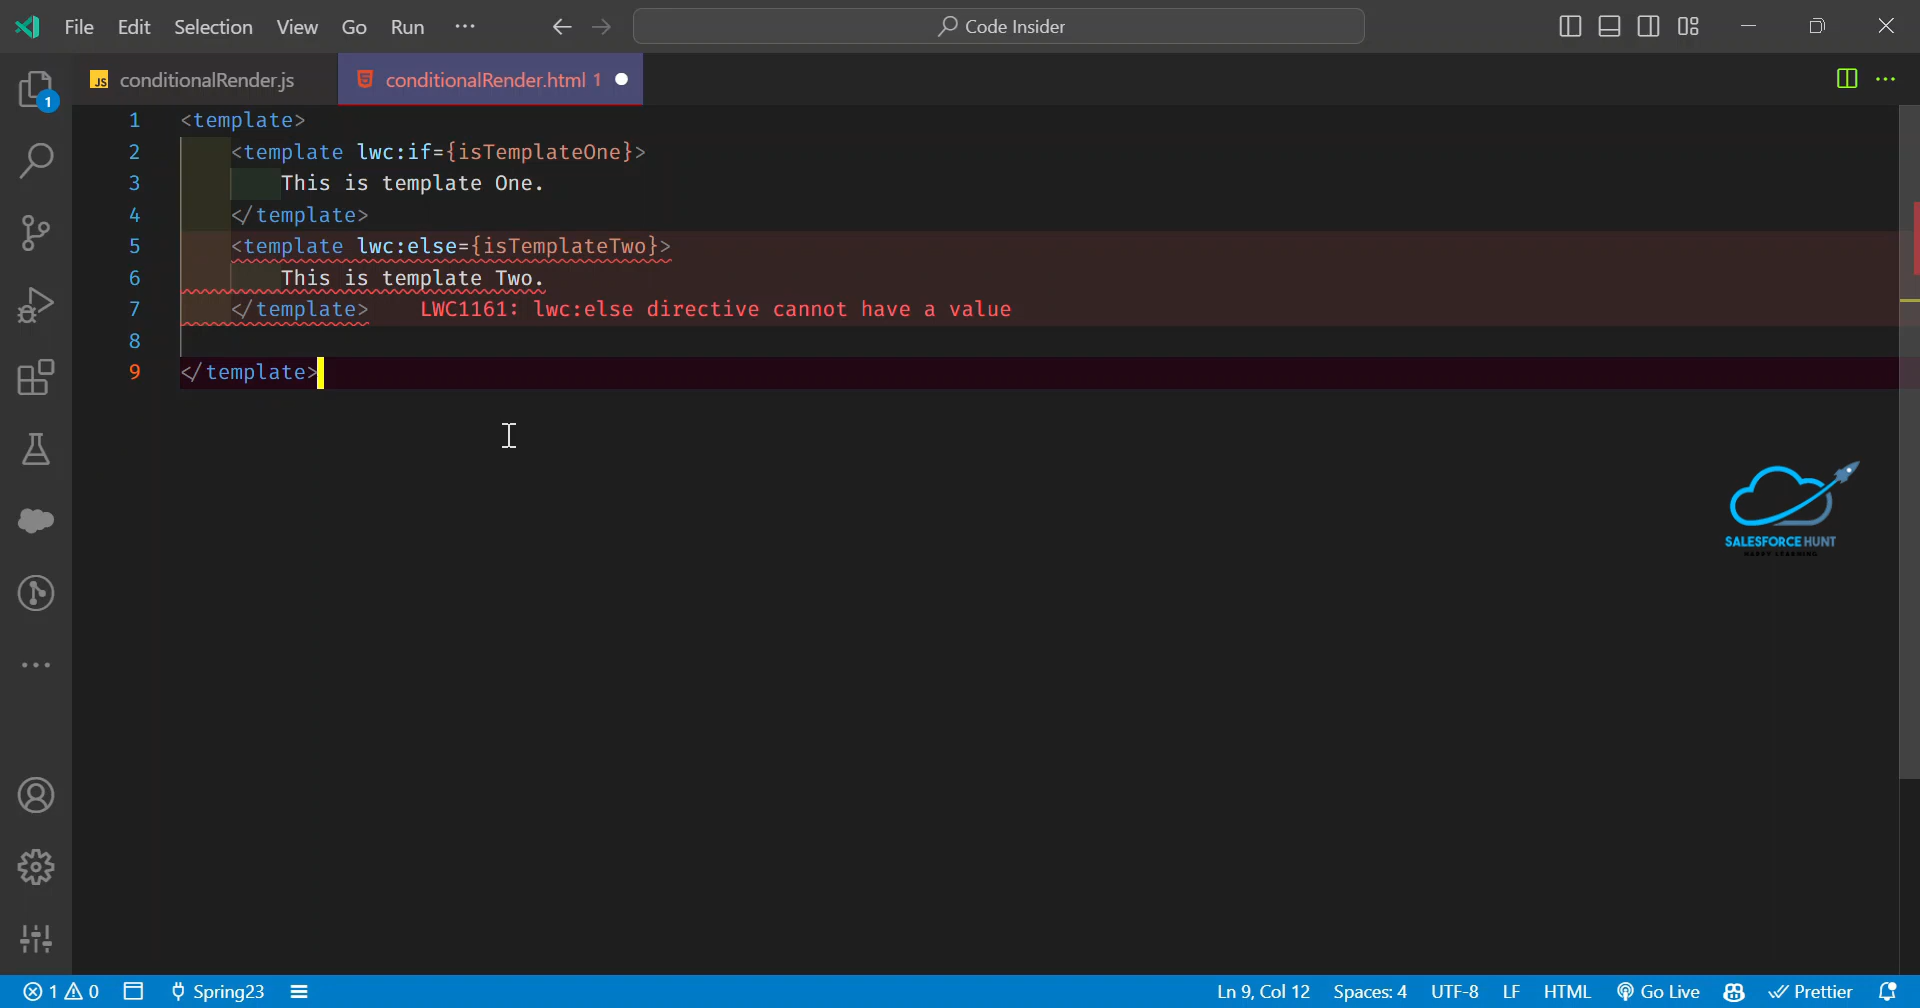 File Edit Selection View Go Run ··· Code Insider
conditionalRender.js conditionalRender.html 1
1 <template>
2 <template lwc:if={isTemplateOne}>
3 This is template One.
4 </template>
5 <template lwc:else={isTemplateTwo}>
6 This is template Two.
7 </template> LWC1161: lwc:else directive cannot have a value
8
9 </template>
1
SALESFORCE HUNT
1 0 Spring23 Ln 9, Col 12 Spaces: 4 UTF-8 LF HTML Go Live Prettier